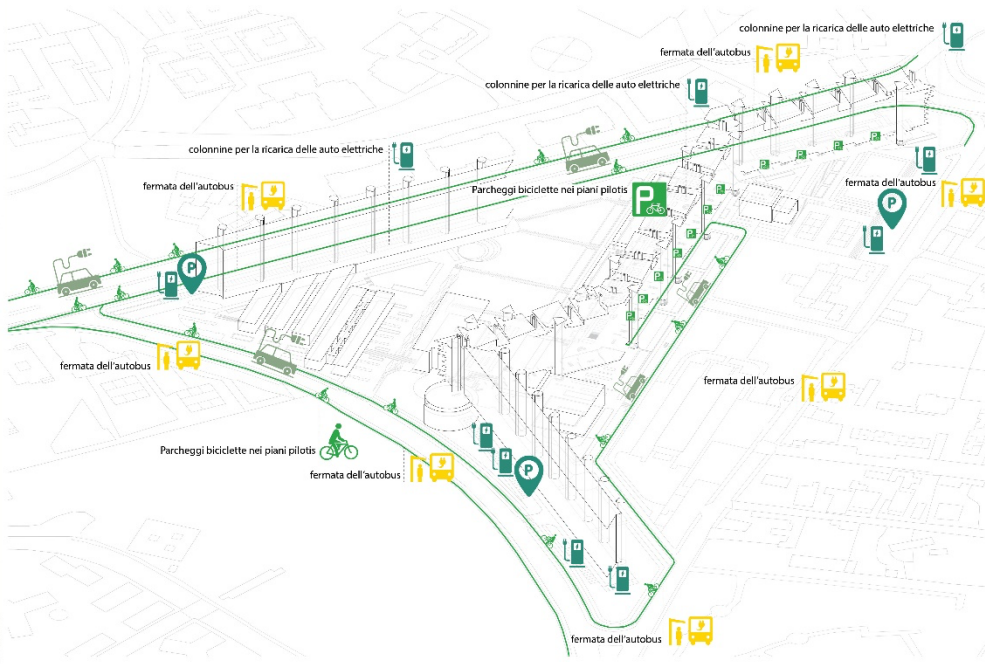 colonnine per la ricarica delle auto elettriche
fermata dell'autobus
colonnine per la ricarica delle auto elettriche
colonnine per la ricarica delle auto elettriche
fermata dell'autobus
Parcheggi biciclette nei piani pilotis
P
fermata dell'autobus
P
P
P
P
P
P
P
P
P
P
P
P
P
P
fermata dell'autobus
fermata dell'autobus
Parcheggi biciclette nei piani pilotis
fermata dell'autobus
P
fermata dell'autobus